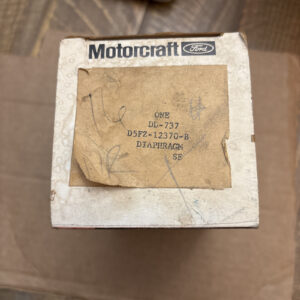 Motorcraft Ford
ONE
DL-737
D5FZ-12370-B
DIAPHRAGM
SE